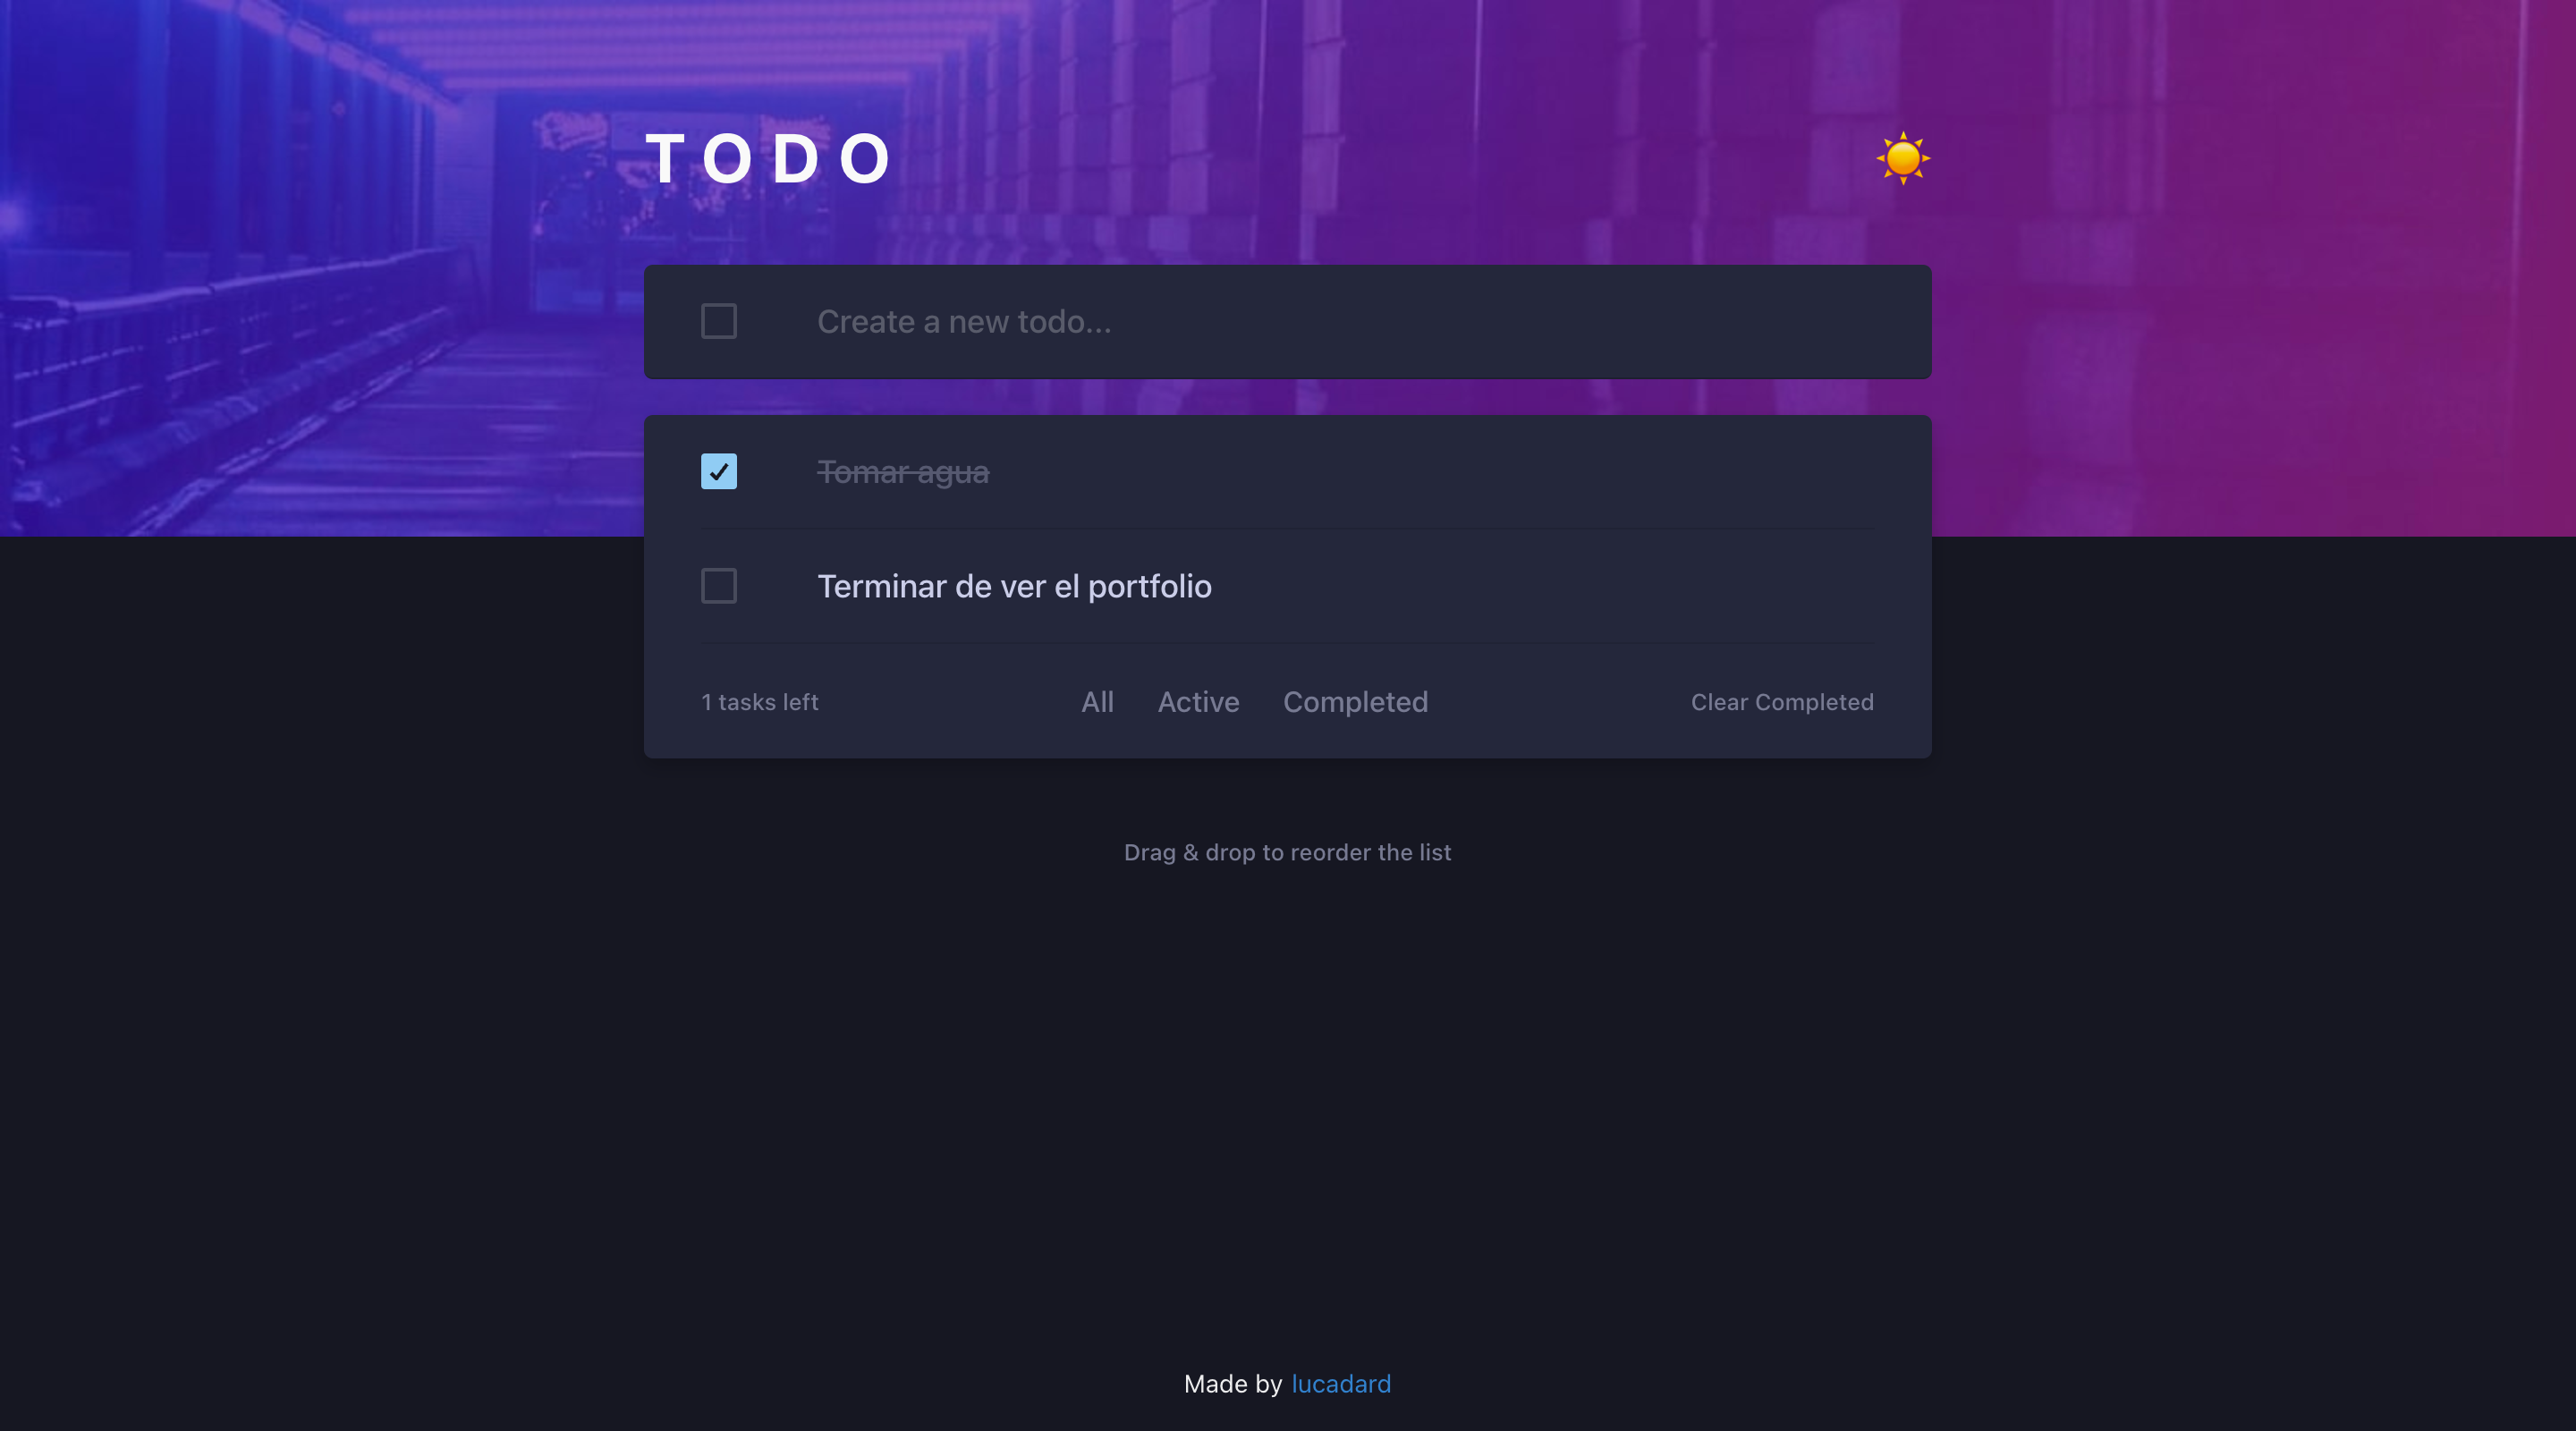 TODO
Create a new todo...
Tomar agua
Terminar de ver el portfolio
1 tasks left All Active Completed Clear Completed
Drag & drop to reorder the list
Made by lucadard